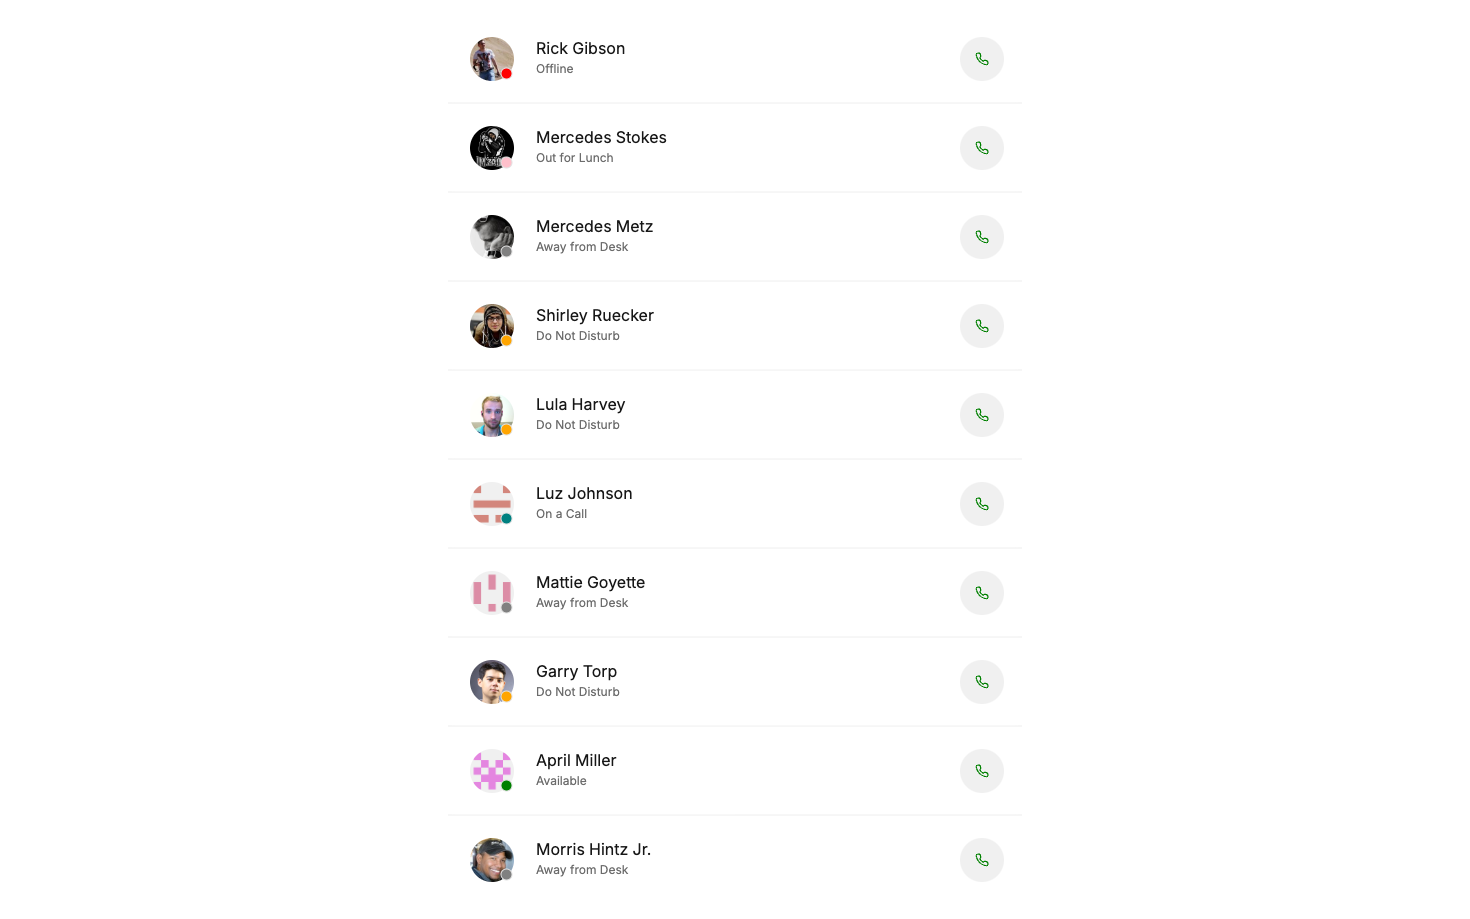 Rick Gibson
Offline
Mercedes Stokes
Out for Lunch
Mercedes Metz
Away from Desk
Shirley Ruecker
Do Not Disturb
Lula Harvey
Do Not Disturb
Luz Johnson
On a Call
Mattie Goyette
Away from Desk
Garry Torp
Do Not Disturb
April Miller
Available
Morris Hintz Jr.
Away from Desk